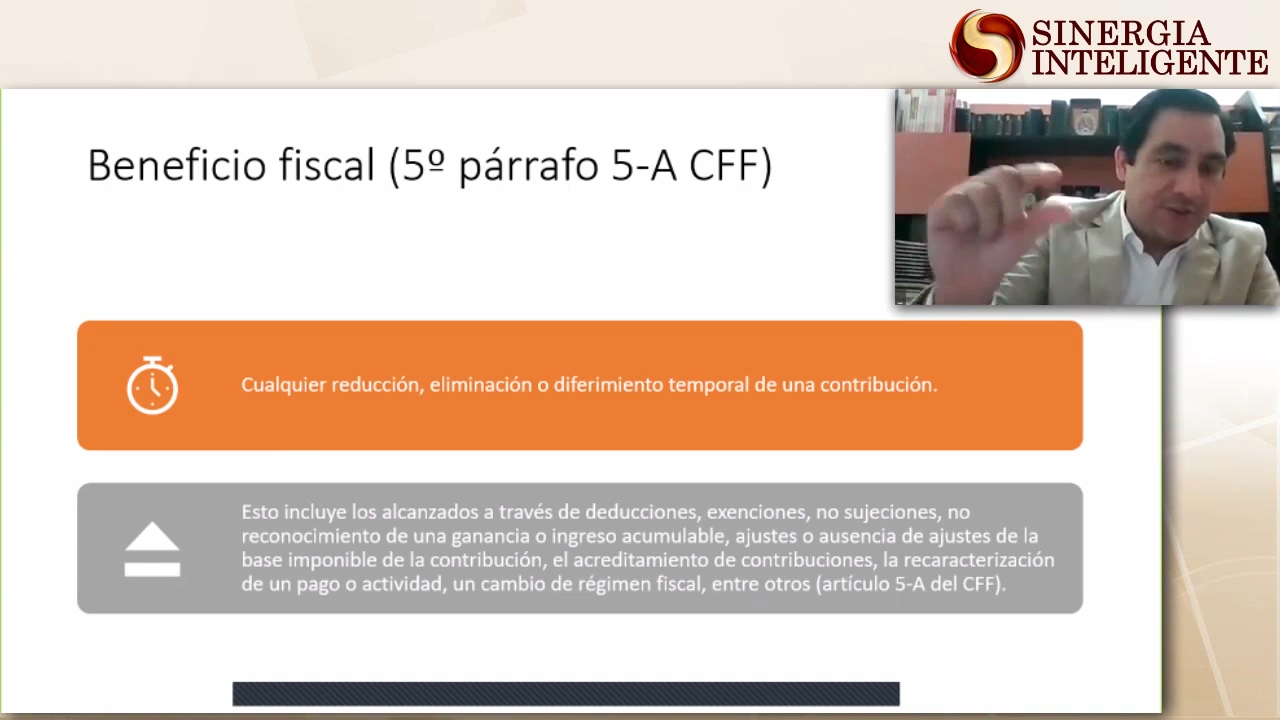 SINERGIA
INTELIGENTE
Beneficio fiscal (5º párrafo 5-A CFF)
Cualquier reducción, eliminación o diferimiento temporal de una contribución.
Esto incluye los alcanzados a través de deducciones, exenciones, no sujeciones, no
reconocimiento de una ganancia o ingreso acumulable, ajustes o ausencia de ajustes de la
base imponible de la contribución, el acreditamiento de contribuciones, la recaracterización
de un pago o actividad, un cambio de régimen fiscal, entre otros (artículo 5-A del CFF).